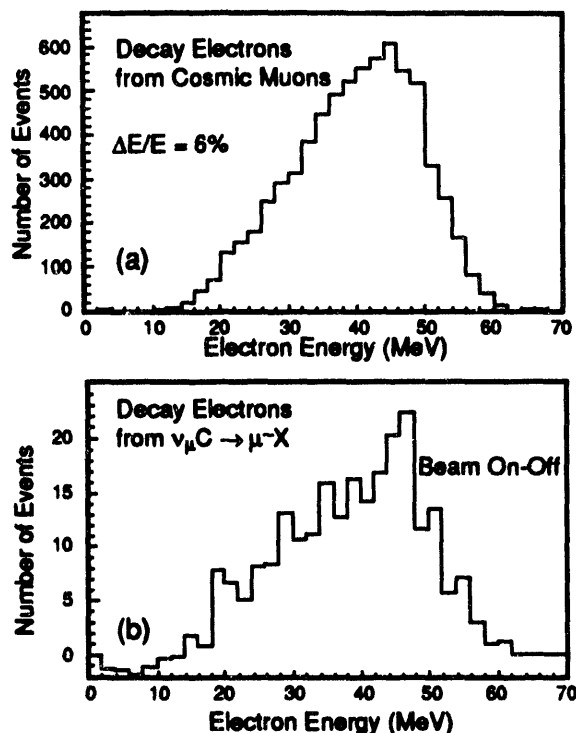 Decay Electrons
from Cosmic Muons
ΔE/E = 6%
(a)
Number of Events
600
500
400
300
200
100
0
0 10 20 30 40 50 60 70
Electron Energy (MeV)
Decay Electrons
from νμC → μ⁻X
Beam On-Off
(b)
Number of Events
20
15
10
5
0
0 10 20 30 40 50 60 70
Electron Energy (MeV)